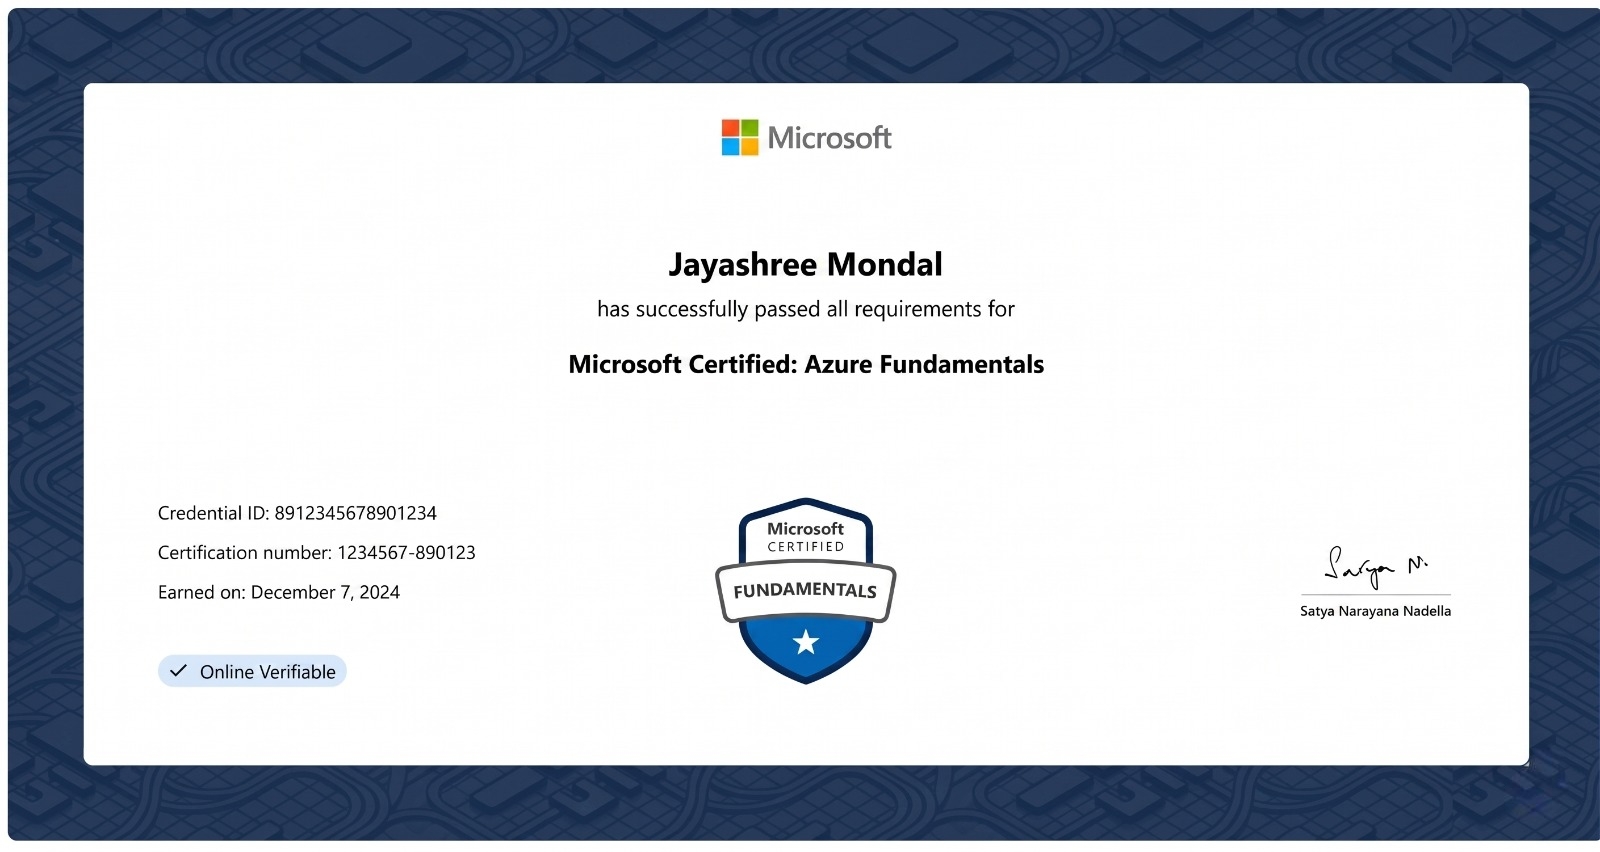 Microsoft
Jayashree Mondal
has successfully passed all requirements for
Microsoft Certified: Azure Fundamentals
Credential ID: 8912345678901234
Certification number: 1234567-890123
Earned on: December 7, 2024
Online Verifiable
Microsoft
CERTIFIED
FUNDAMENTALS
Satya N.
Satya Narayana Nadella